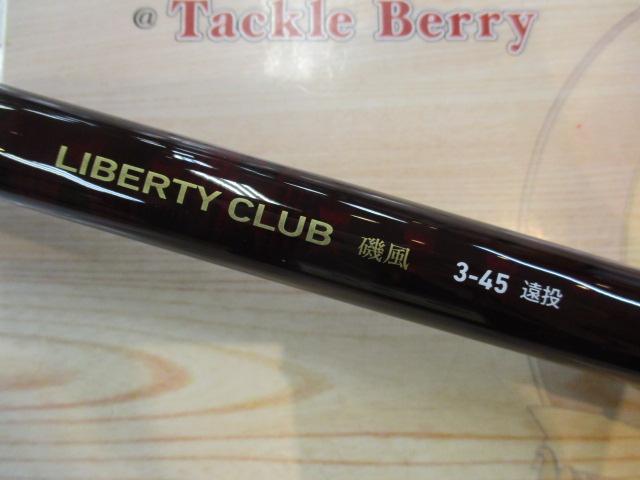 @ Tackle Berry
LIBERTY CLUB 磯風 3-45 遠投